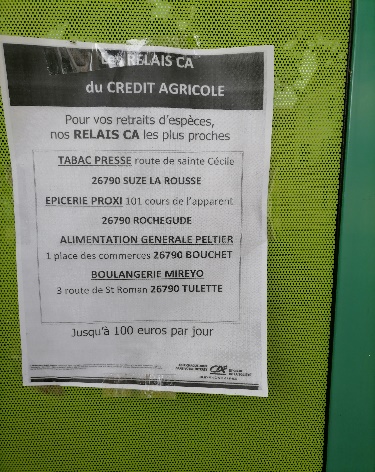 Les RELAIS CA
du CREDIT AGRICOLE
Pour vos retraits d'espèces,
nos RELAIS CA les plus proches
TABAC PRESSE route de sainte Cécile
26790 SUZE LA ROUSSE
EPICERIE PROXI 101 cours de l'apparent
26790 ROCHEGUDE
ALIMENTATION GENERALE PELTIER
1 place des commerces 26790 BOUCHET
BOULANGERIE MIREYO
3 route de St Roman 26790 TULETTE
Jusqu'à 100 euros par jour